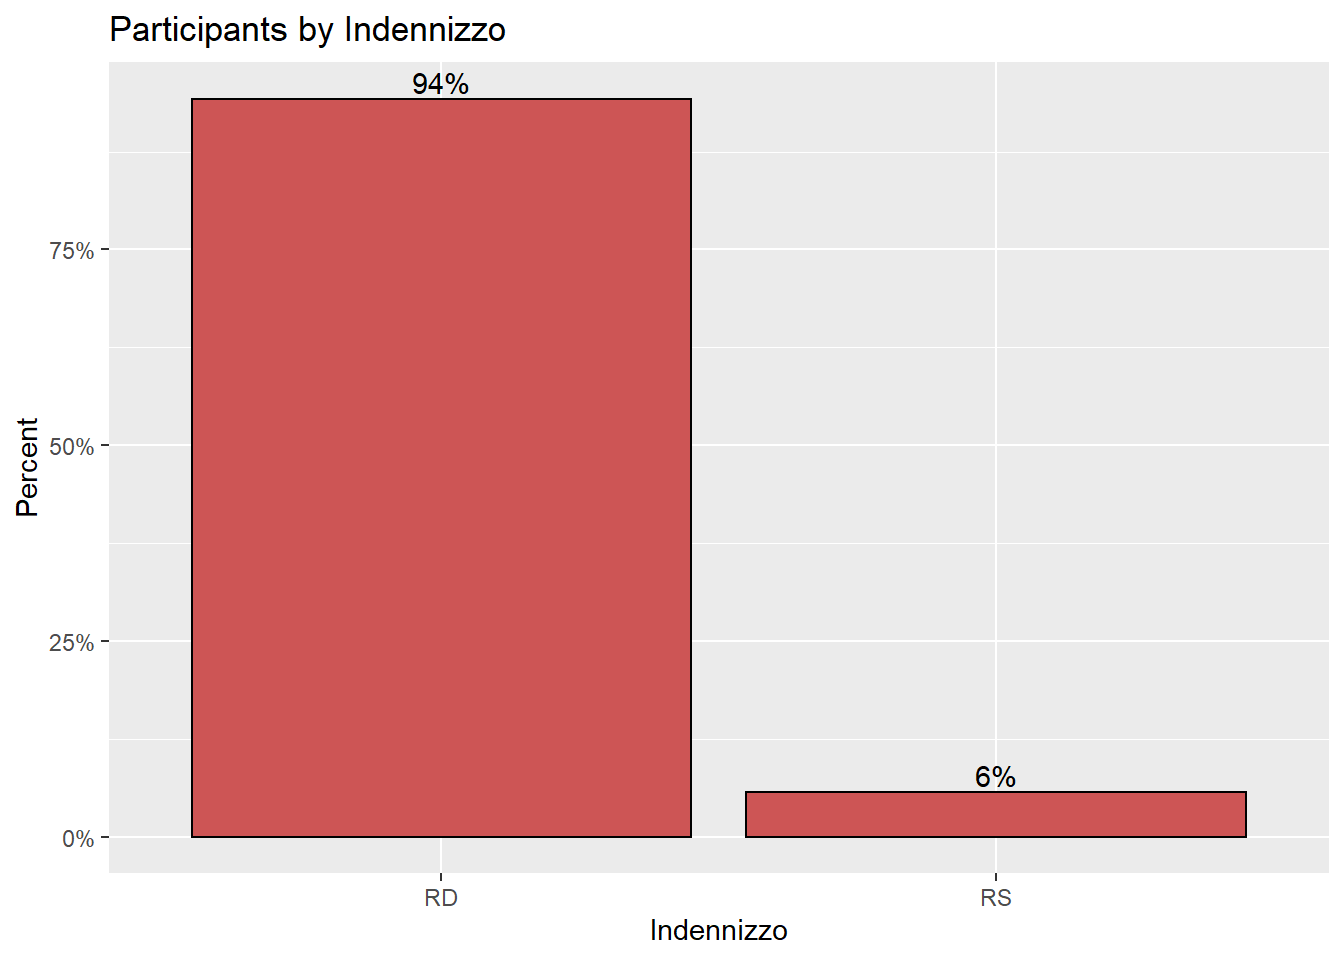 Participants by Indennizzo
94%
75%
50%
25%
6%
0%
Percent
RD
RS
Indennizzo